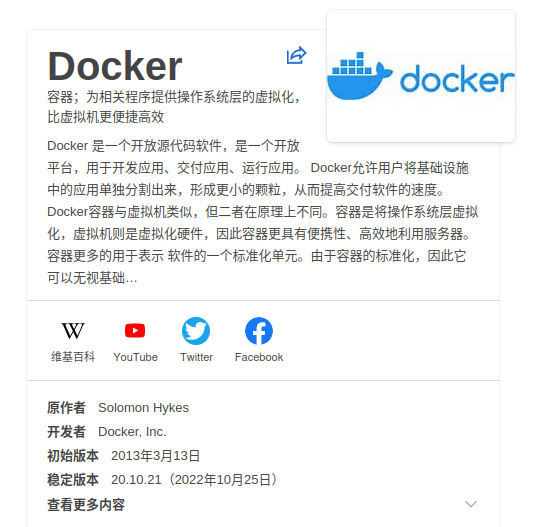 Docker
docker
容器；为相关程序提供操作系统层的虚拟化，
比虚拟机更便捷高效
Docker 是一个开放源代码软件，是一个开放
平台，用于开发应用、交付应用、运行应用。 Docker允许用户将基础设施
中的应用单独分割出来，形成更小的颗粒，从而提高交付软件的速度。
Docker容器与虚拟机类似，但二者在原理上不同。容器是将操作系统层虚拟
化，虚拟机则是虚拟化硬件，因此容器更具有便携性、高效地利用服务器。
容器更多的用于表示 软件的一个标准化单元。由于容器的标准化，因此它
可以无视基础…
W
维基百科 YouTube Twitter Facebook
原作者 Solomon Hykes
开发者 Docker, Inc.
初始版本 2013年3月13日
稳定版本 20.10.21（2022年10月25日）
查看更多内容